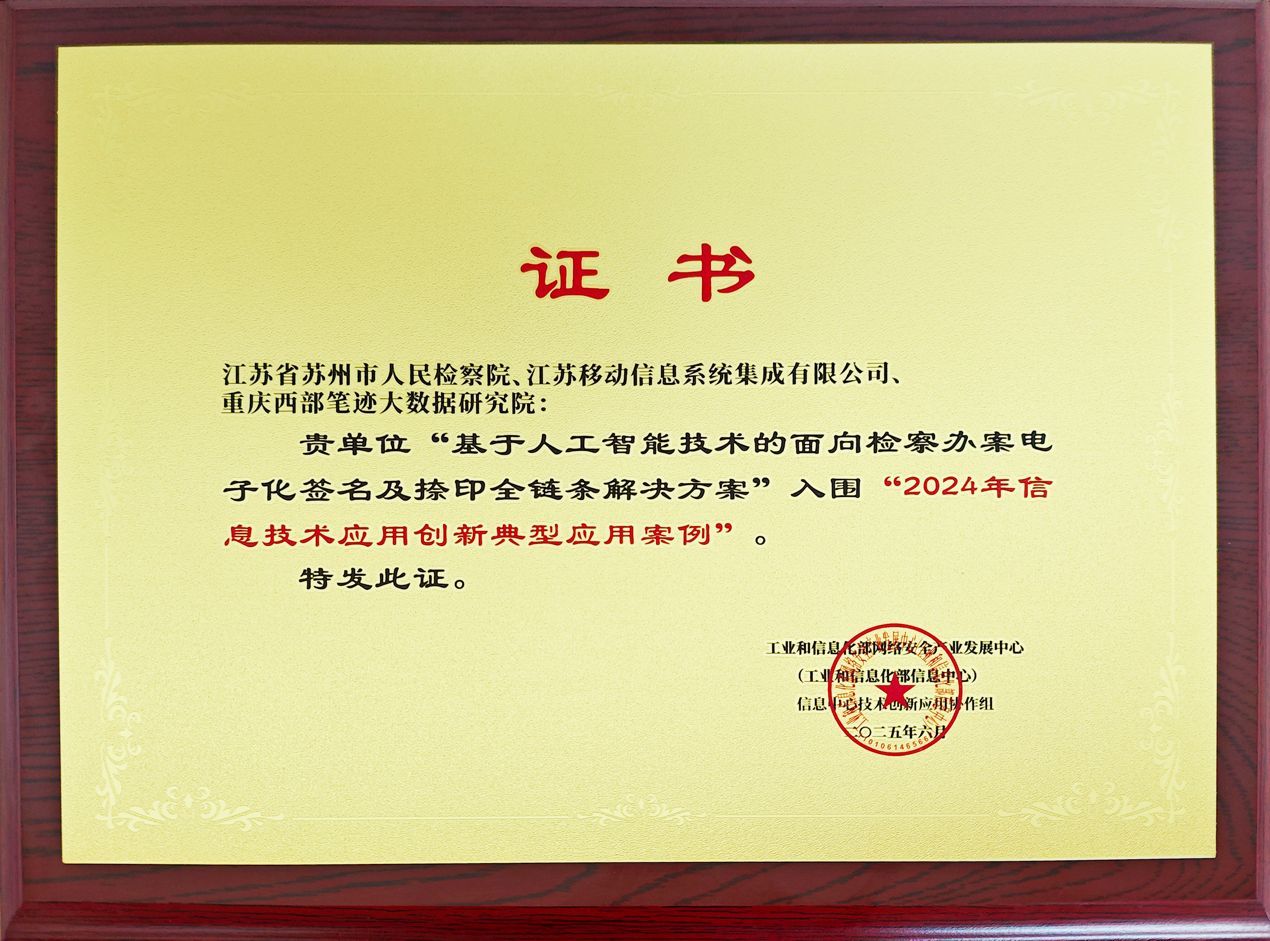 证 书
江苏省苏州市人民检察院、江苏移动信息系统集成有限公司、
重庆西部笔迹大数据研究院：
贵单位“基于人工智能技术的面向检察办案电
子化签名及捺印全链条解决方案”入围“2024年信
息技术应用创新典型应用案例”。
特发此证。
工业和信息化部网络安全产业发展中心
（工业和信息化部信息中心）
信息中心技术创新应用协作组
二〇二五年六月